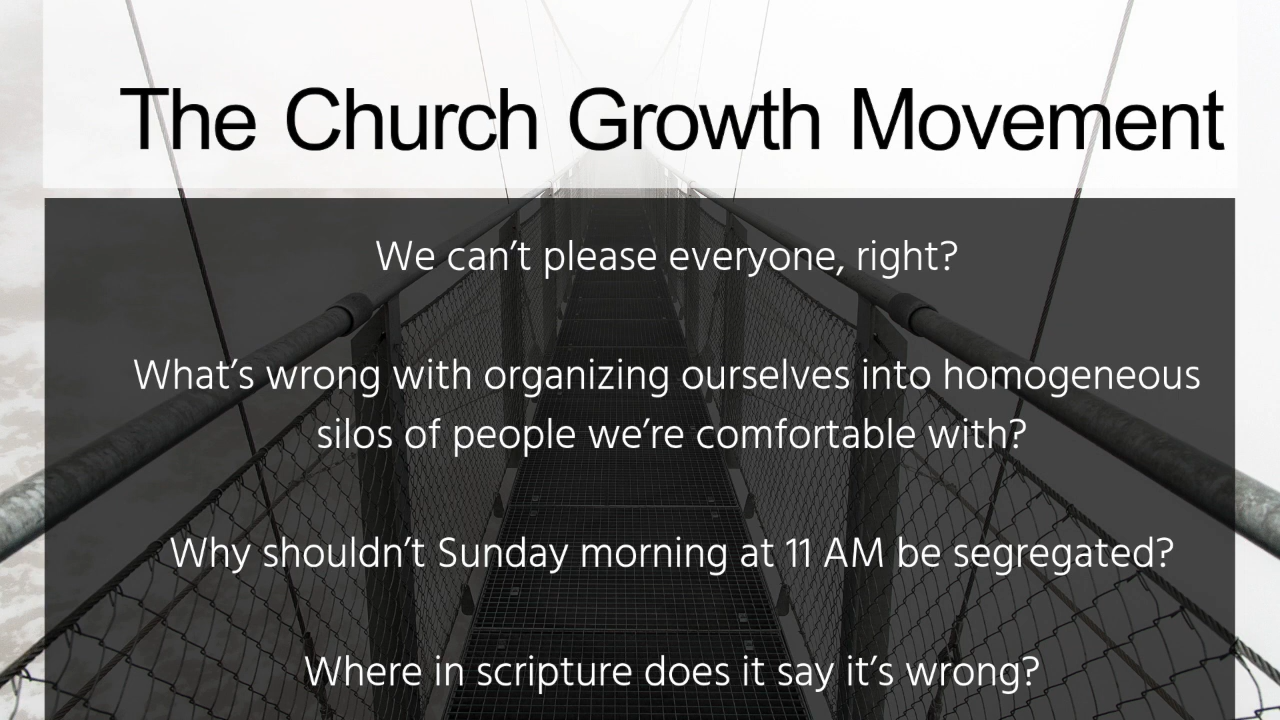 The Church Growth Movement
We can’t please everyone, right?
What’s wrong with organizing ourselves into homogeneous
silos of people we’re comfortable with?
Why shouldn’t Sunday morning at 11 AM be segregated?
Where in scripture does it say it’s wrong?